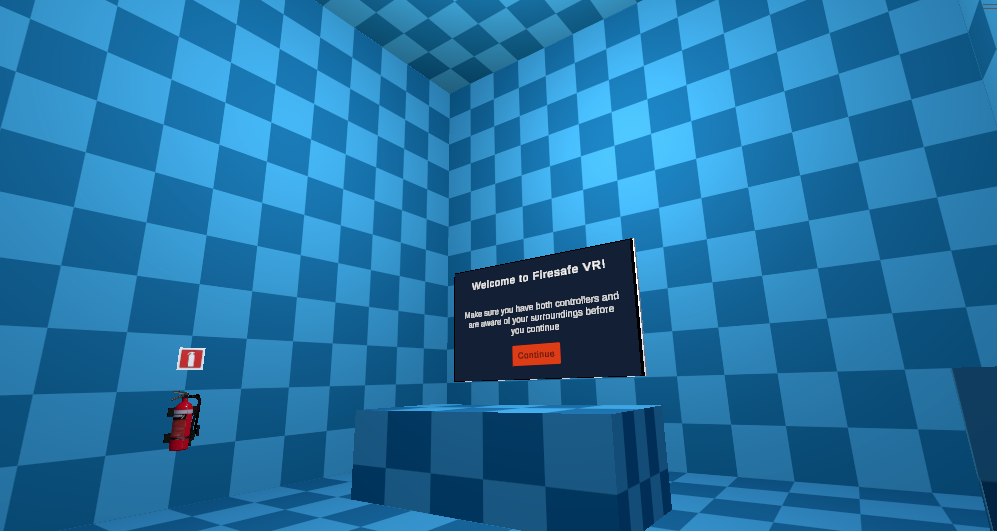 Welcome to Firesafe VR!
Make sure you have both controllers and
are aware of your surroundings before
you continue
Continue